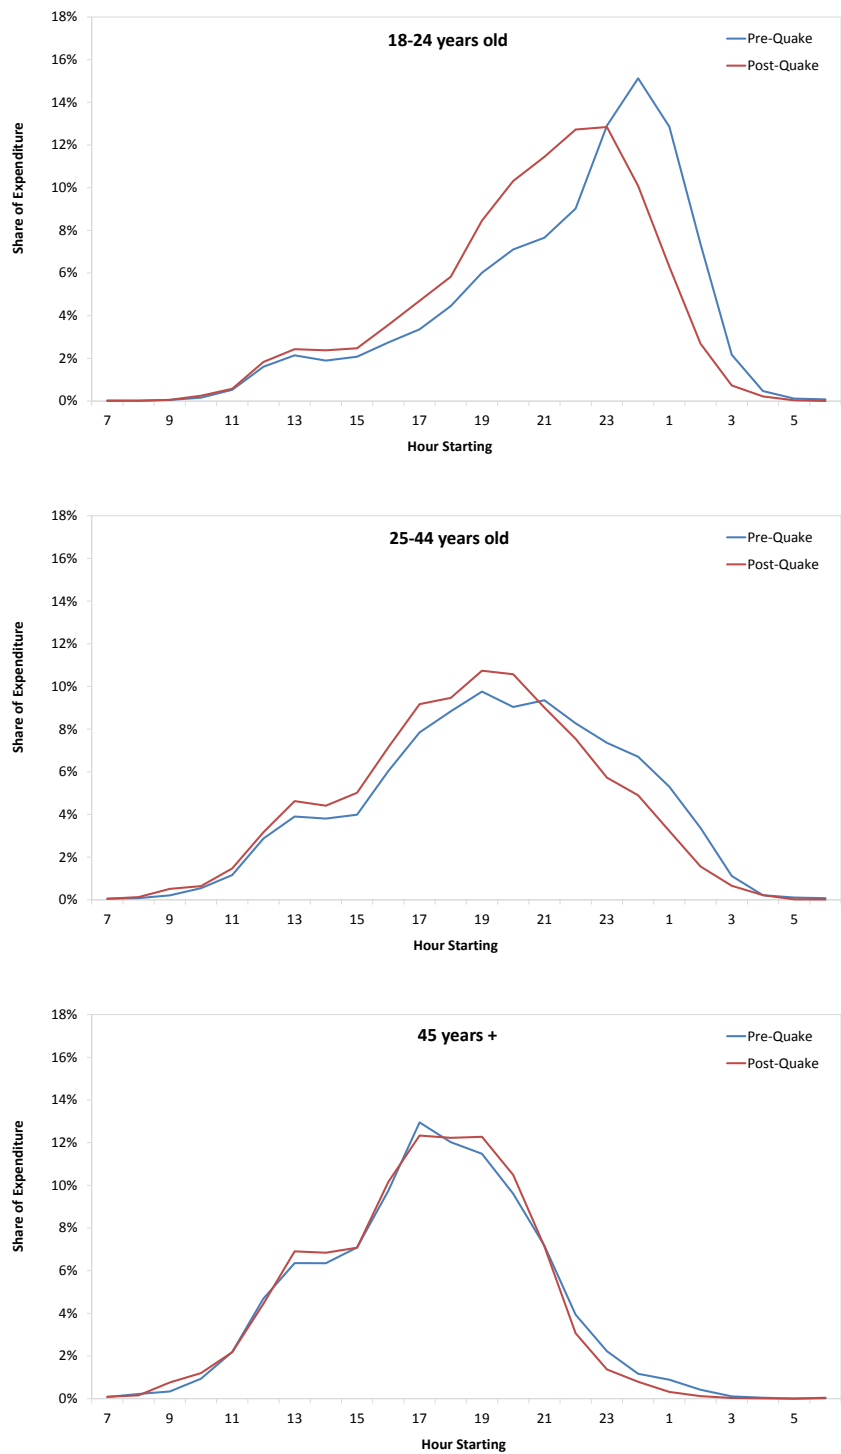 18%
16%
14%
12%
10%
8%
6%
4%
2%
0%
Share of Expenditure
18-24 years old
Pre-Quake
Post-Quake
7 9 11 13 15 17 19 21 23 1 3 5
Hour Starting
18%
16%
14%
12%
10%
8%
6%
4%
2%
0%
Share of Expenditure
25-44 years old
Pre-Quake
Post-Quake
7 9 11 13 15 17 19 21 23 1 3 5
Hour Starting
18%
16%
14%
12%
10%
8%
6%
4%
2%
0%
Share of Expenditure
45 years +
Pre-Quake
Post-Quake
7 9 11 13 15 17 19 21 23 1 3 5
Hour Starting